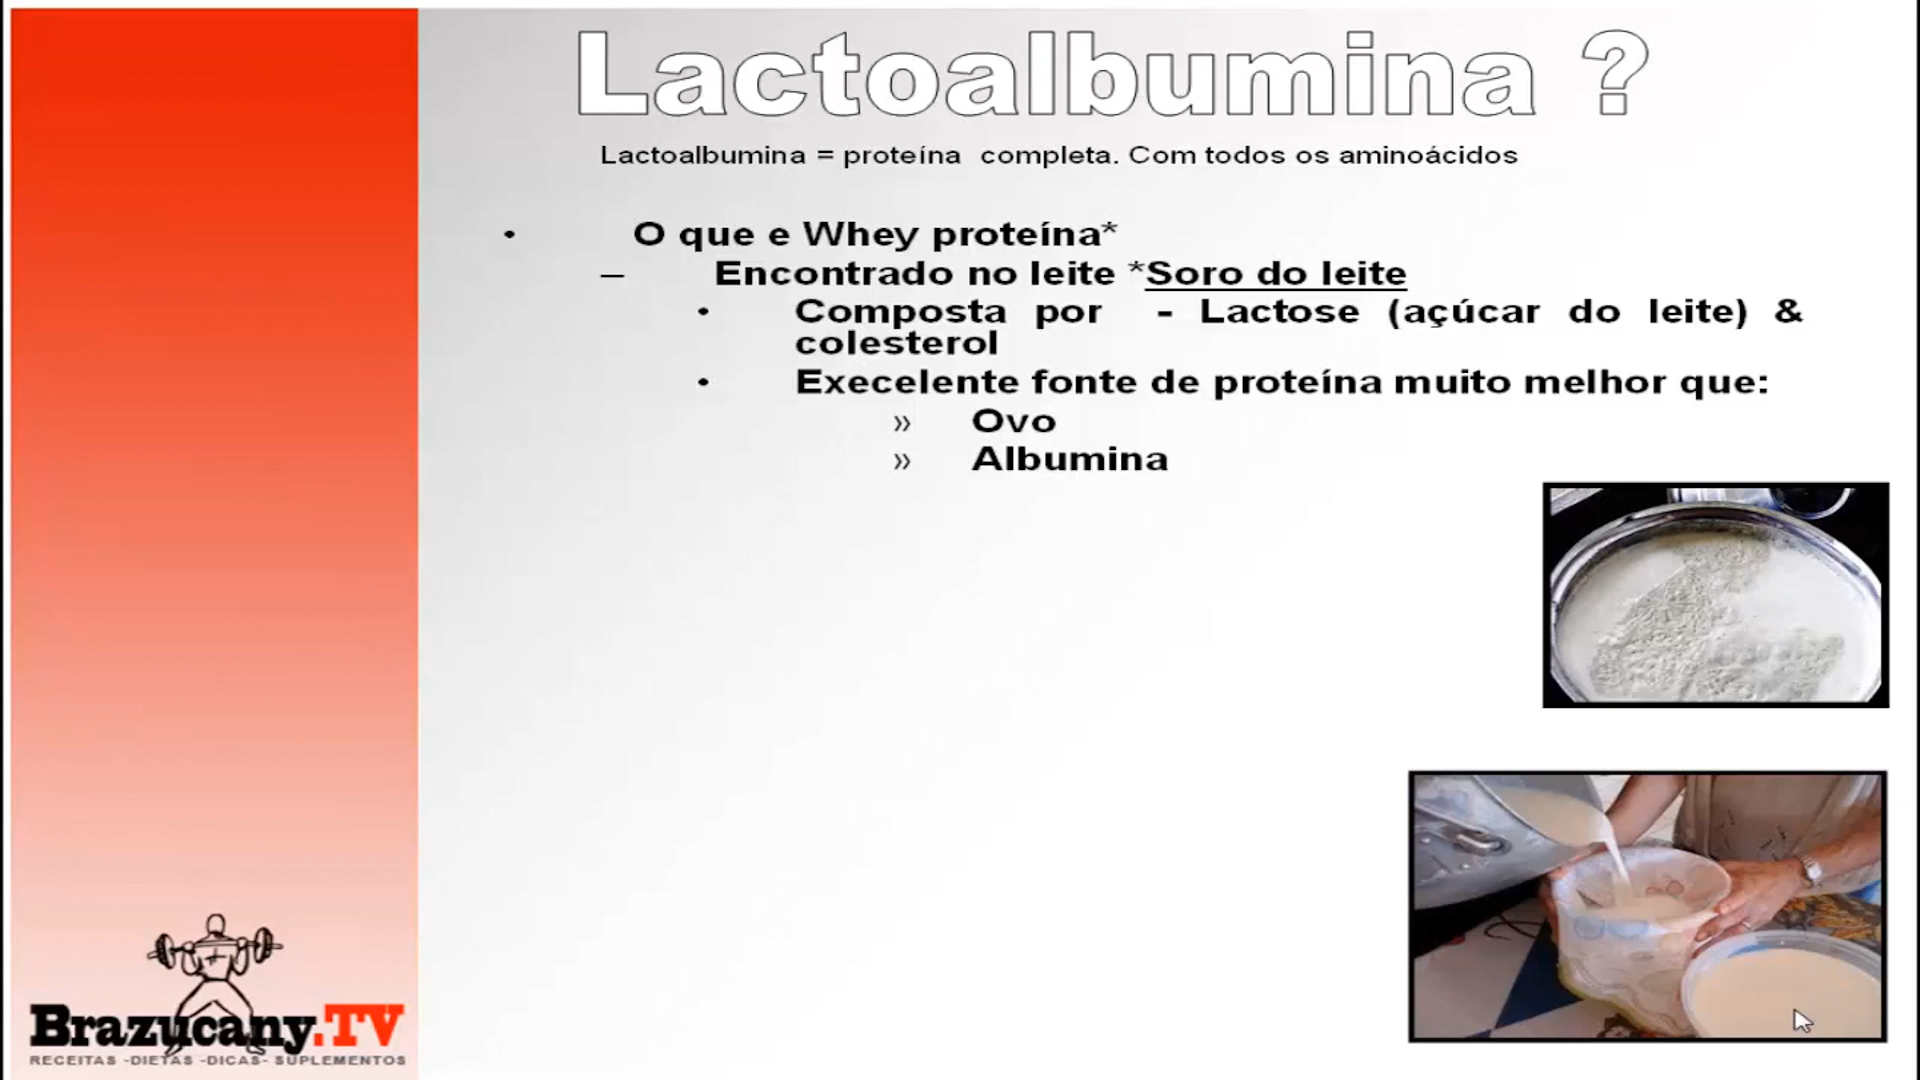 Lactoalbumina ?
Lactoalbumina = proteína completa. Com todos os aminoácidos
• O que e Whey proteína*
– Encontrado no leite *Soro do leite
• Composta por - Lactose (açúcar do leite) &
colesterol
• Execelente fonte de proteína muito melhor que:
» Ovo
» Albumina
Brazucany.TV
RECEITAS -DIETAS -DICAS- SUPLEMENTOS